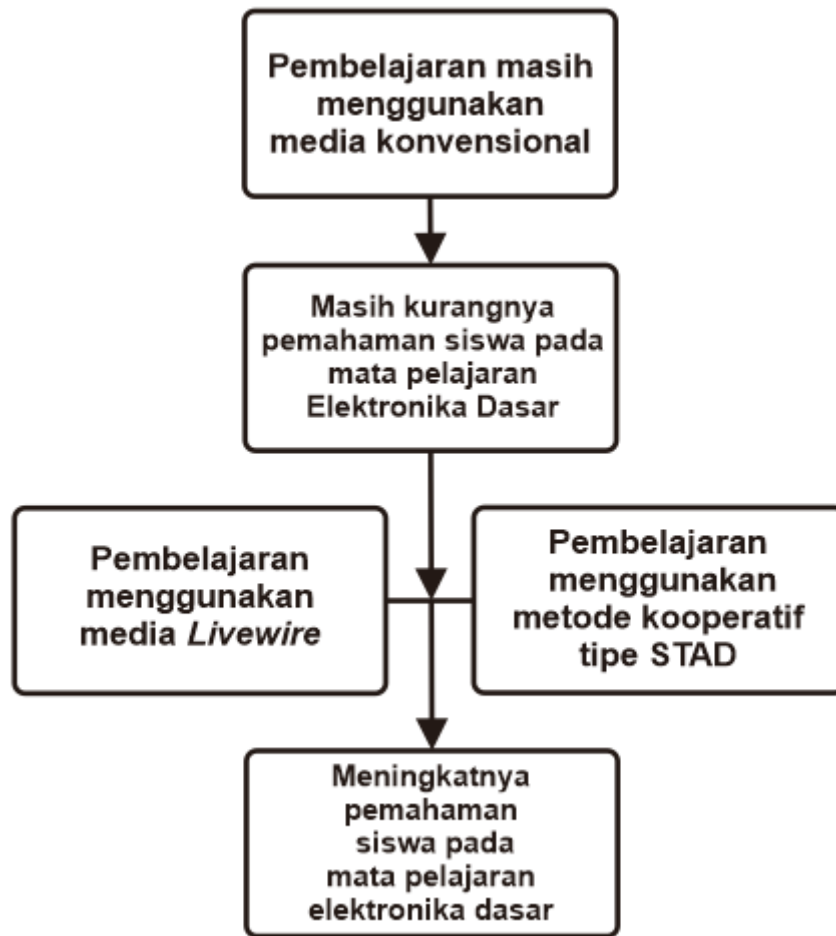 Pembelajaran masih
menggunakan
media konvensional
Masih kurangnya
pemahaman siswa pada
mata pelajaran
Elektronika Dasar
Pembelajaran
menggunakan
media Livewire
Pembelajaran
menggunakan
metode kooperatif
tipe STAD
Meningkatnya
pemahaman
siswa pada
mata pelajaran
elektronika dasar